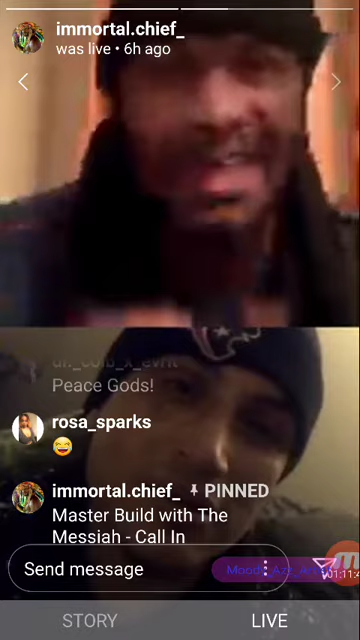 immortal.chief_
was live • 6h ago
Peace Gods!
rosa_sparks
immortal.chief_ PINNED
Master Build with The
Messiah - Call In
Send message
STORY LIVE